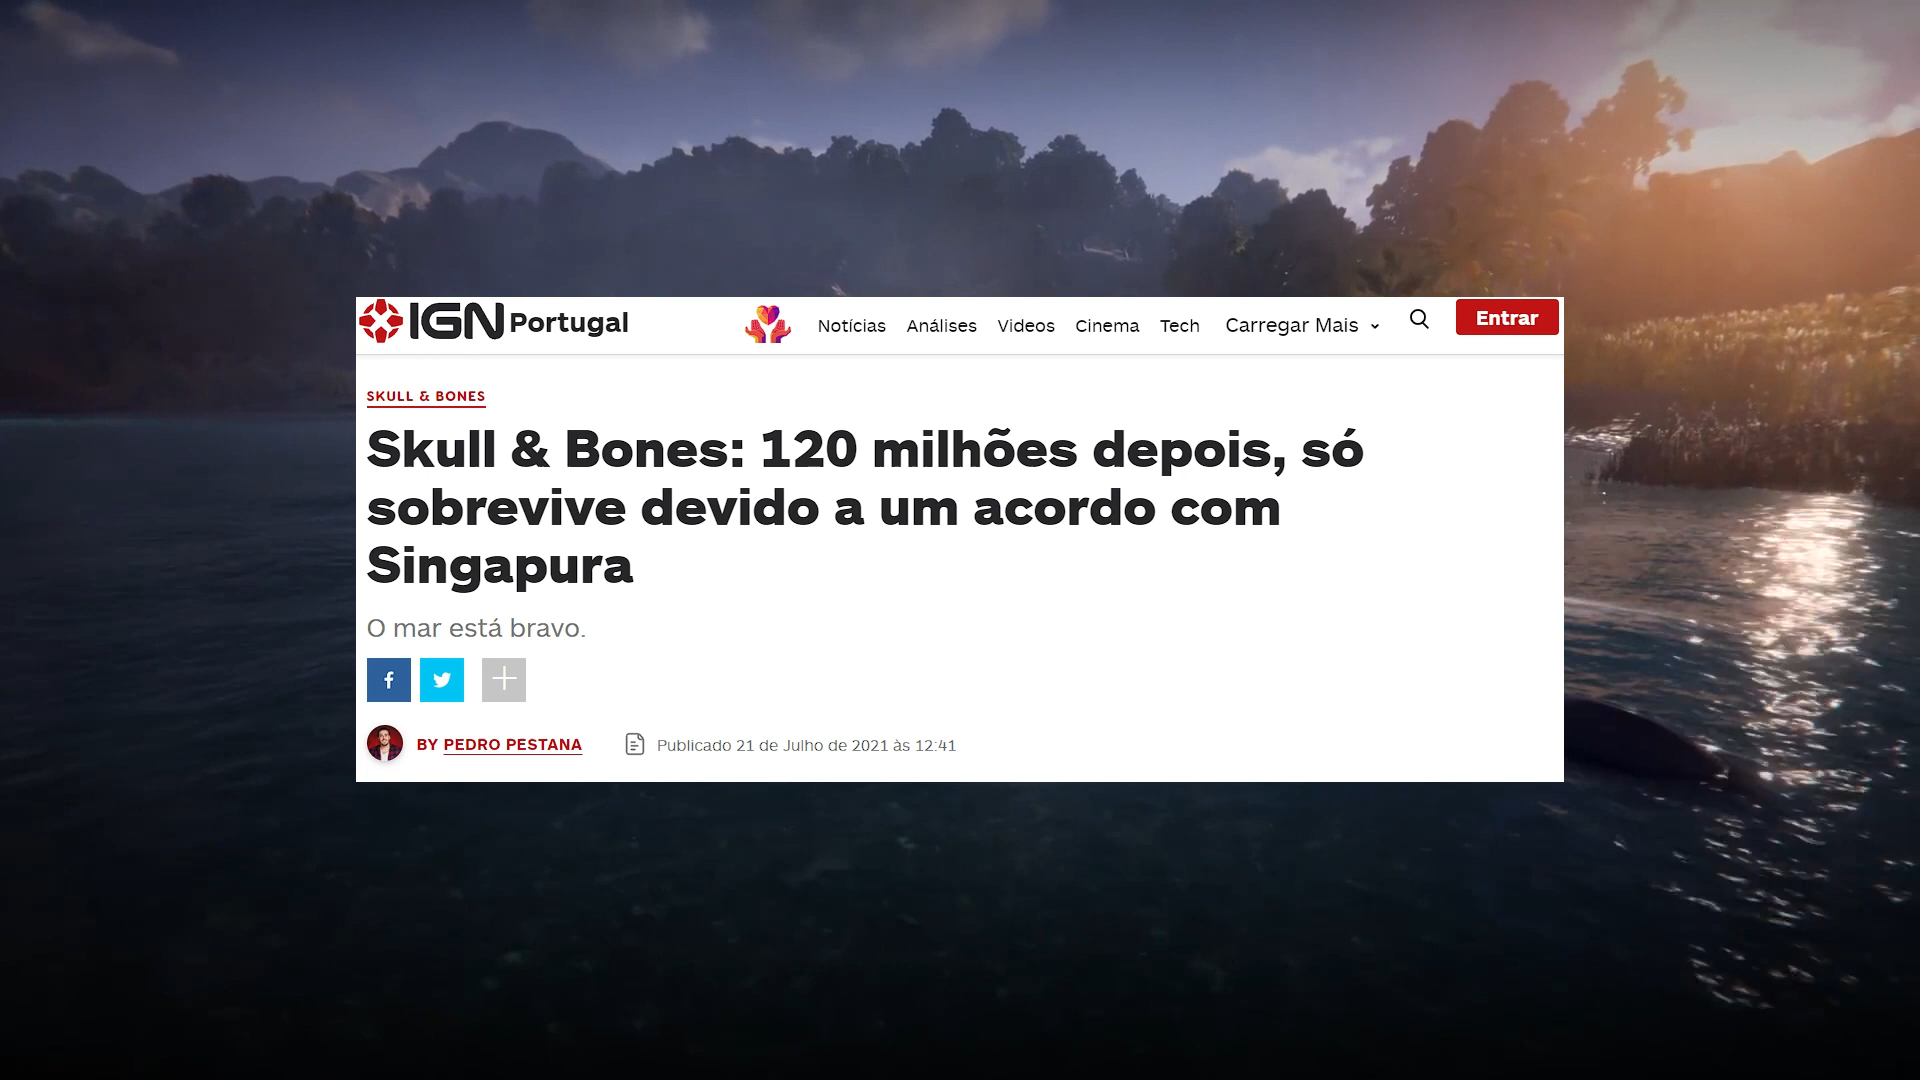 IGN Portugal
Notícias Análises Videos Cinema Tech Carregar Mais Entrar
SKULL & BONES
Skull & Bones: 120 milhões depois, só
sobrevive devido a um acordo com
Singapura
O mar está bravo.
BY PEDRO PESTANA Publicado 21 de Julho de 2021 às 12:41